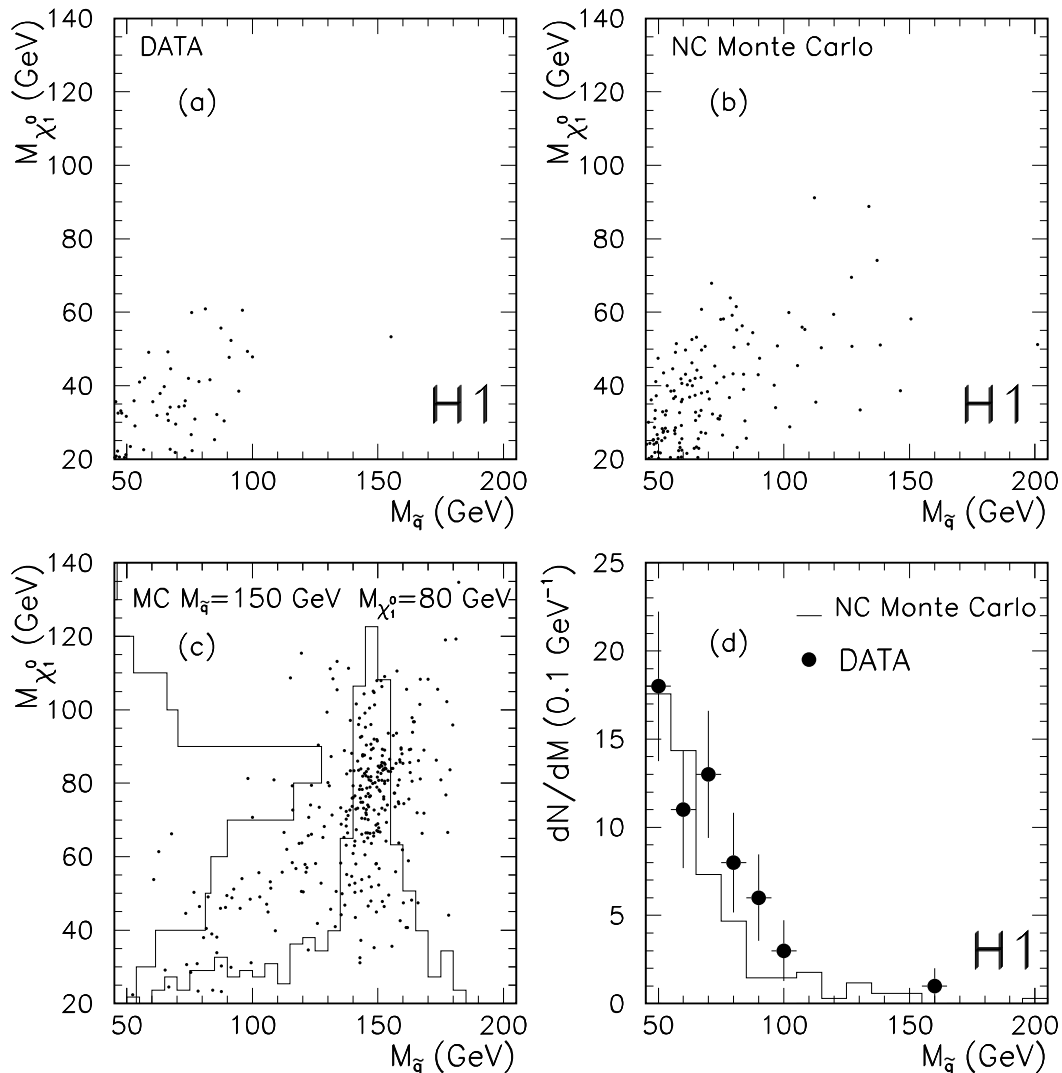 DATA
(a)
H1
M_χ̃₁⁰ (GeV)
140
120
100
80
60
40
20
50 100 150 200
M_q̃ (GeV)
NC Monte Carlo
(b)
H1
M_χ₁⁰ (GeV)
140
120
100
80
60
40
20
50 100 150 200
M_q̃ (GeV)
MC M_q̃=150 GeV M_χ₁⁰=80 GeV
(c)
M_χ₁⁰ (GeV)
140
120
100
80
60
40
20
50 100 150 200
M_q̃ (GeV)
NC Monte Carlo
(d)
DATA
H1
dN/dM (0.1 GeV⁻¹)
25
20
15
10
5
0
50 100 150 200
M_q̃ (GeV)